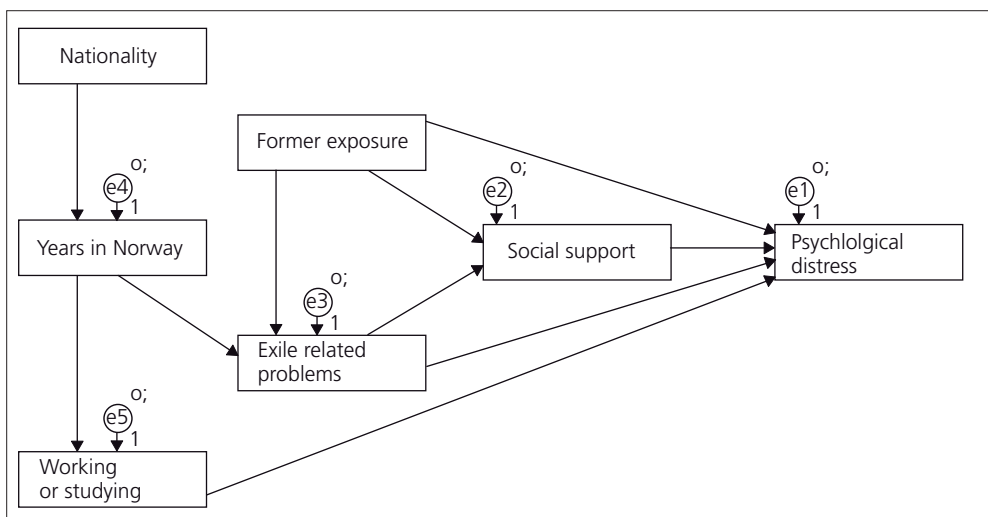 Nationality
o;
e4
1
Years in Norway
Former exposure
o;
e2
1
Social support
o;
e1
1
Psychlolgical
distress
o;
e3
1
Exile related
problems
o;
e5
1
Working
or studying